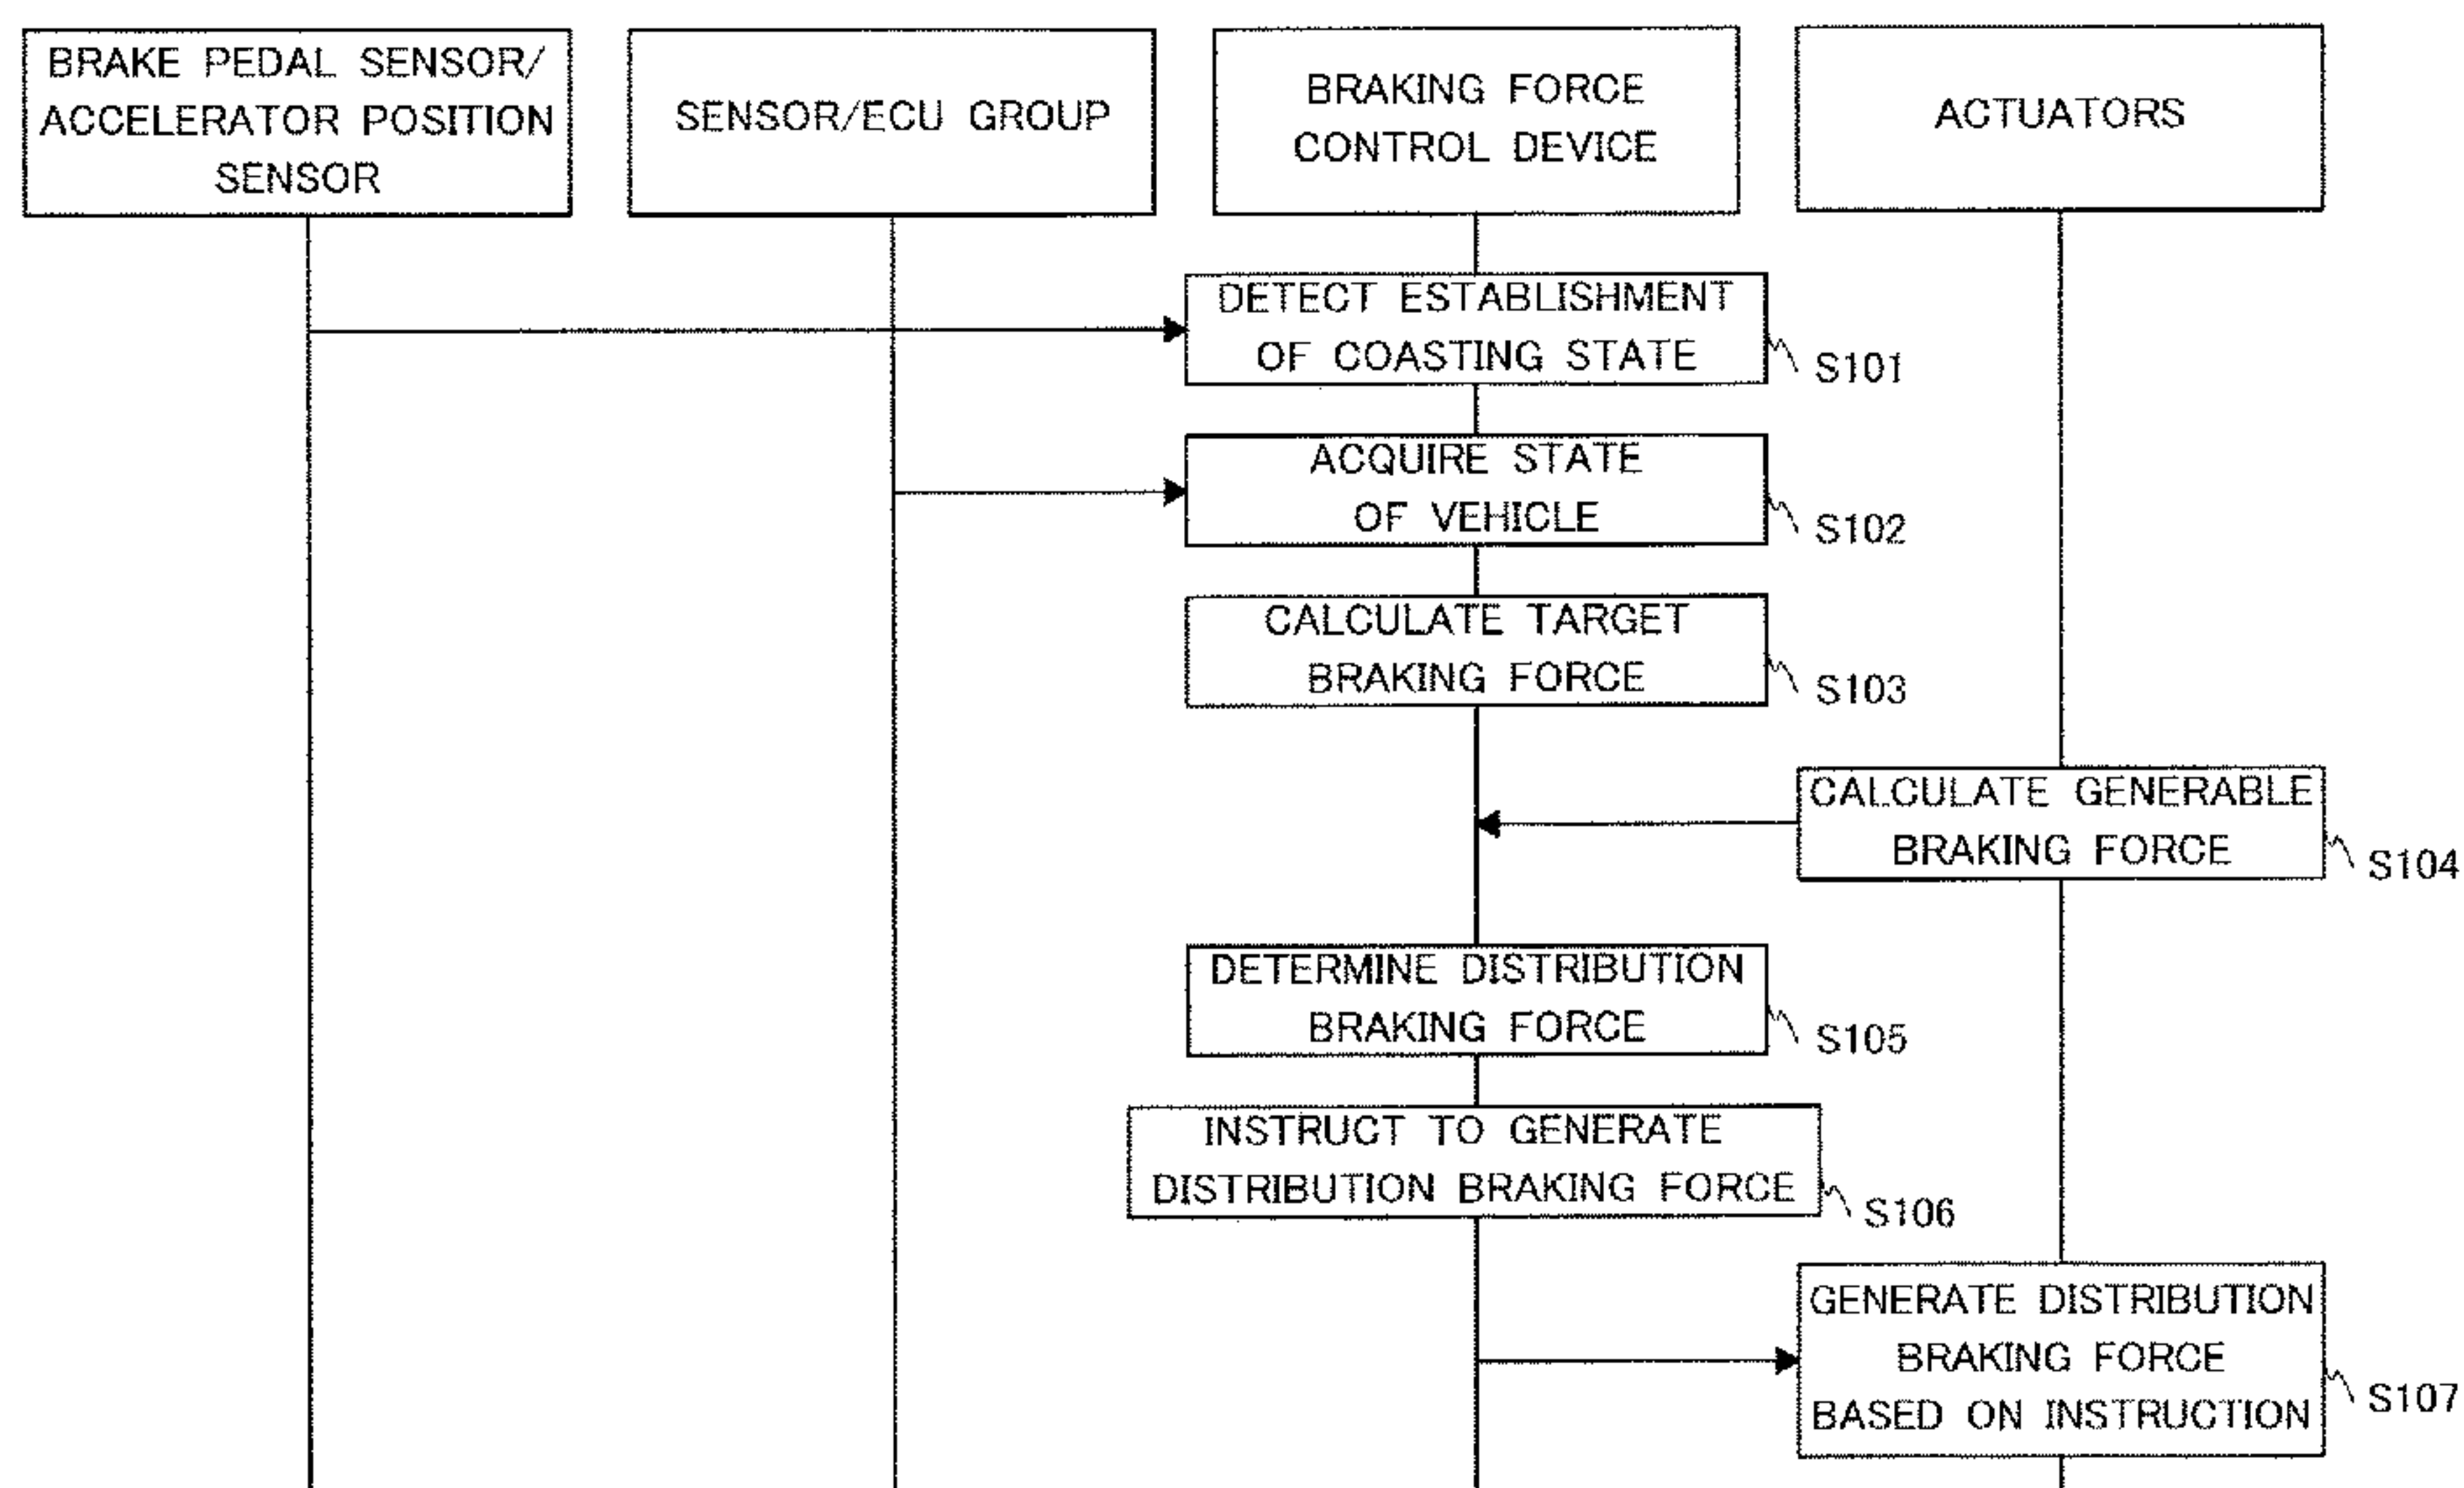 BRAKE PEDAL SENSOR/
ACCELERATOR POSITION
SENSOR
SENSOR/ECU GROUP
BRAKING FORCE
CONTROL DEVICE
ACTUATORS
DETECT ESTABLISHMENT
OF COASTING STATE
S101
ACQUIRE STATE
OF VEHICLE
S102
CALCULATE TARGET
BRAKING FORCE
S103
CALCULATE GENERABLE
BRAKING FORCE
S104
DETERMINE DISTRIBUTION
BRAKING FORCE
S105
INSTRUCT TO GENERATE
DISTRIBUTION BRAKING FORCE
S106
GENERATE DISTRIBUTION
BRAKING FORCE
BASED ON INSTRUCTION
S107